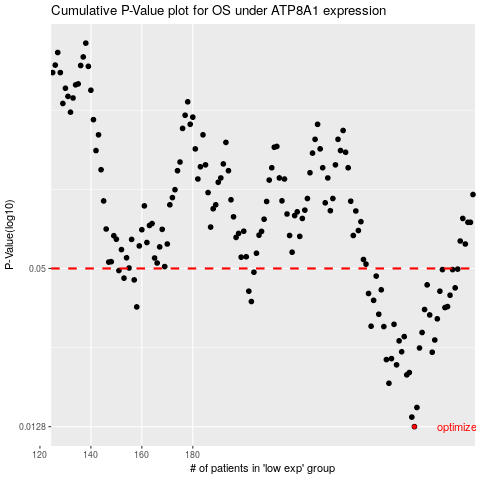 Cumulative P-Value plot for OS under ATP8A1 expression
P-Value(log10)
0.05
0.0128
optimize
120 140 160 180
# of patients in 'low exp' group